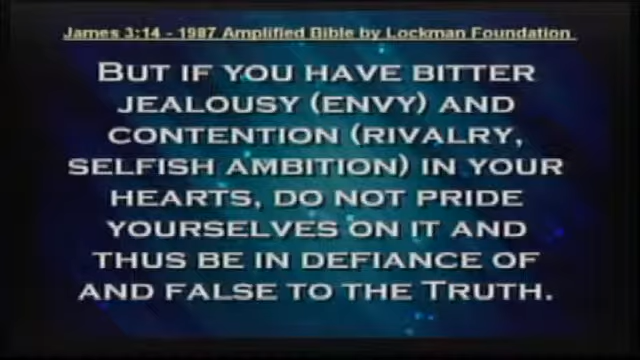 James 3:14 - 1987 Amplified Bible by Lockman Foundation
BUT IF YOU HAVE BITTER
JEALOUSY (ENVY) AND
CONTENTION (RIVALRY,
SELFISH AMBITION) IN YOUR
HEARTS, DO NOT PRIDE
YOURSELVES ON IT AND
THUS BE IN DEFIANCE OF
AND FALSE TO THE TRUTH.